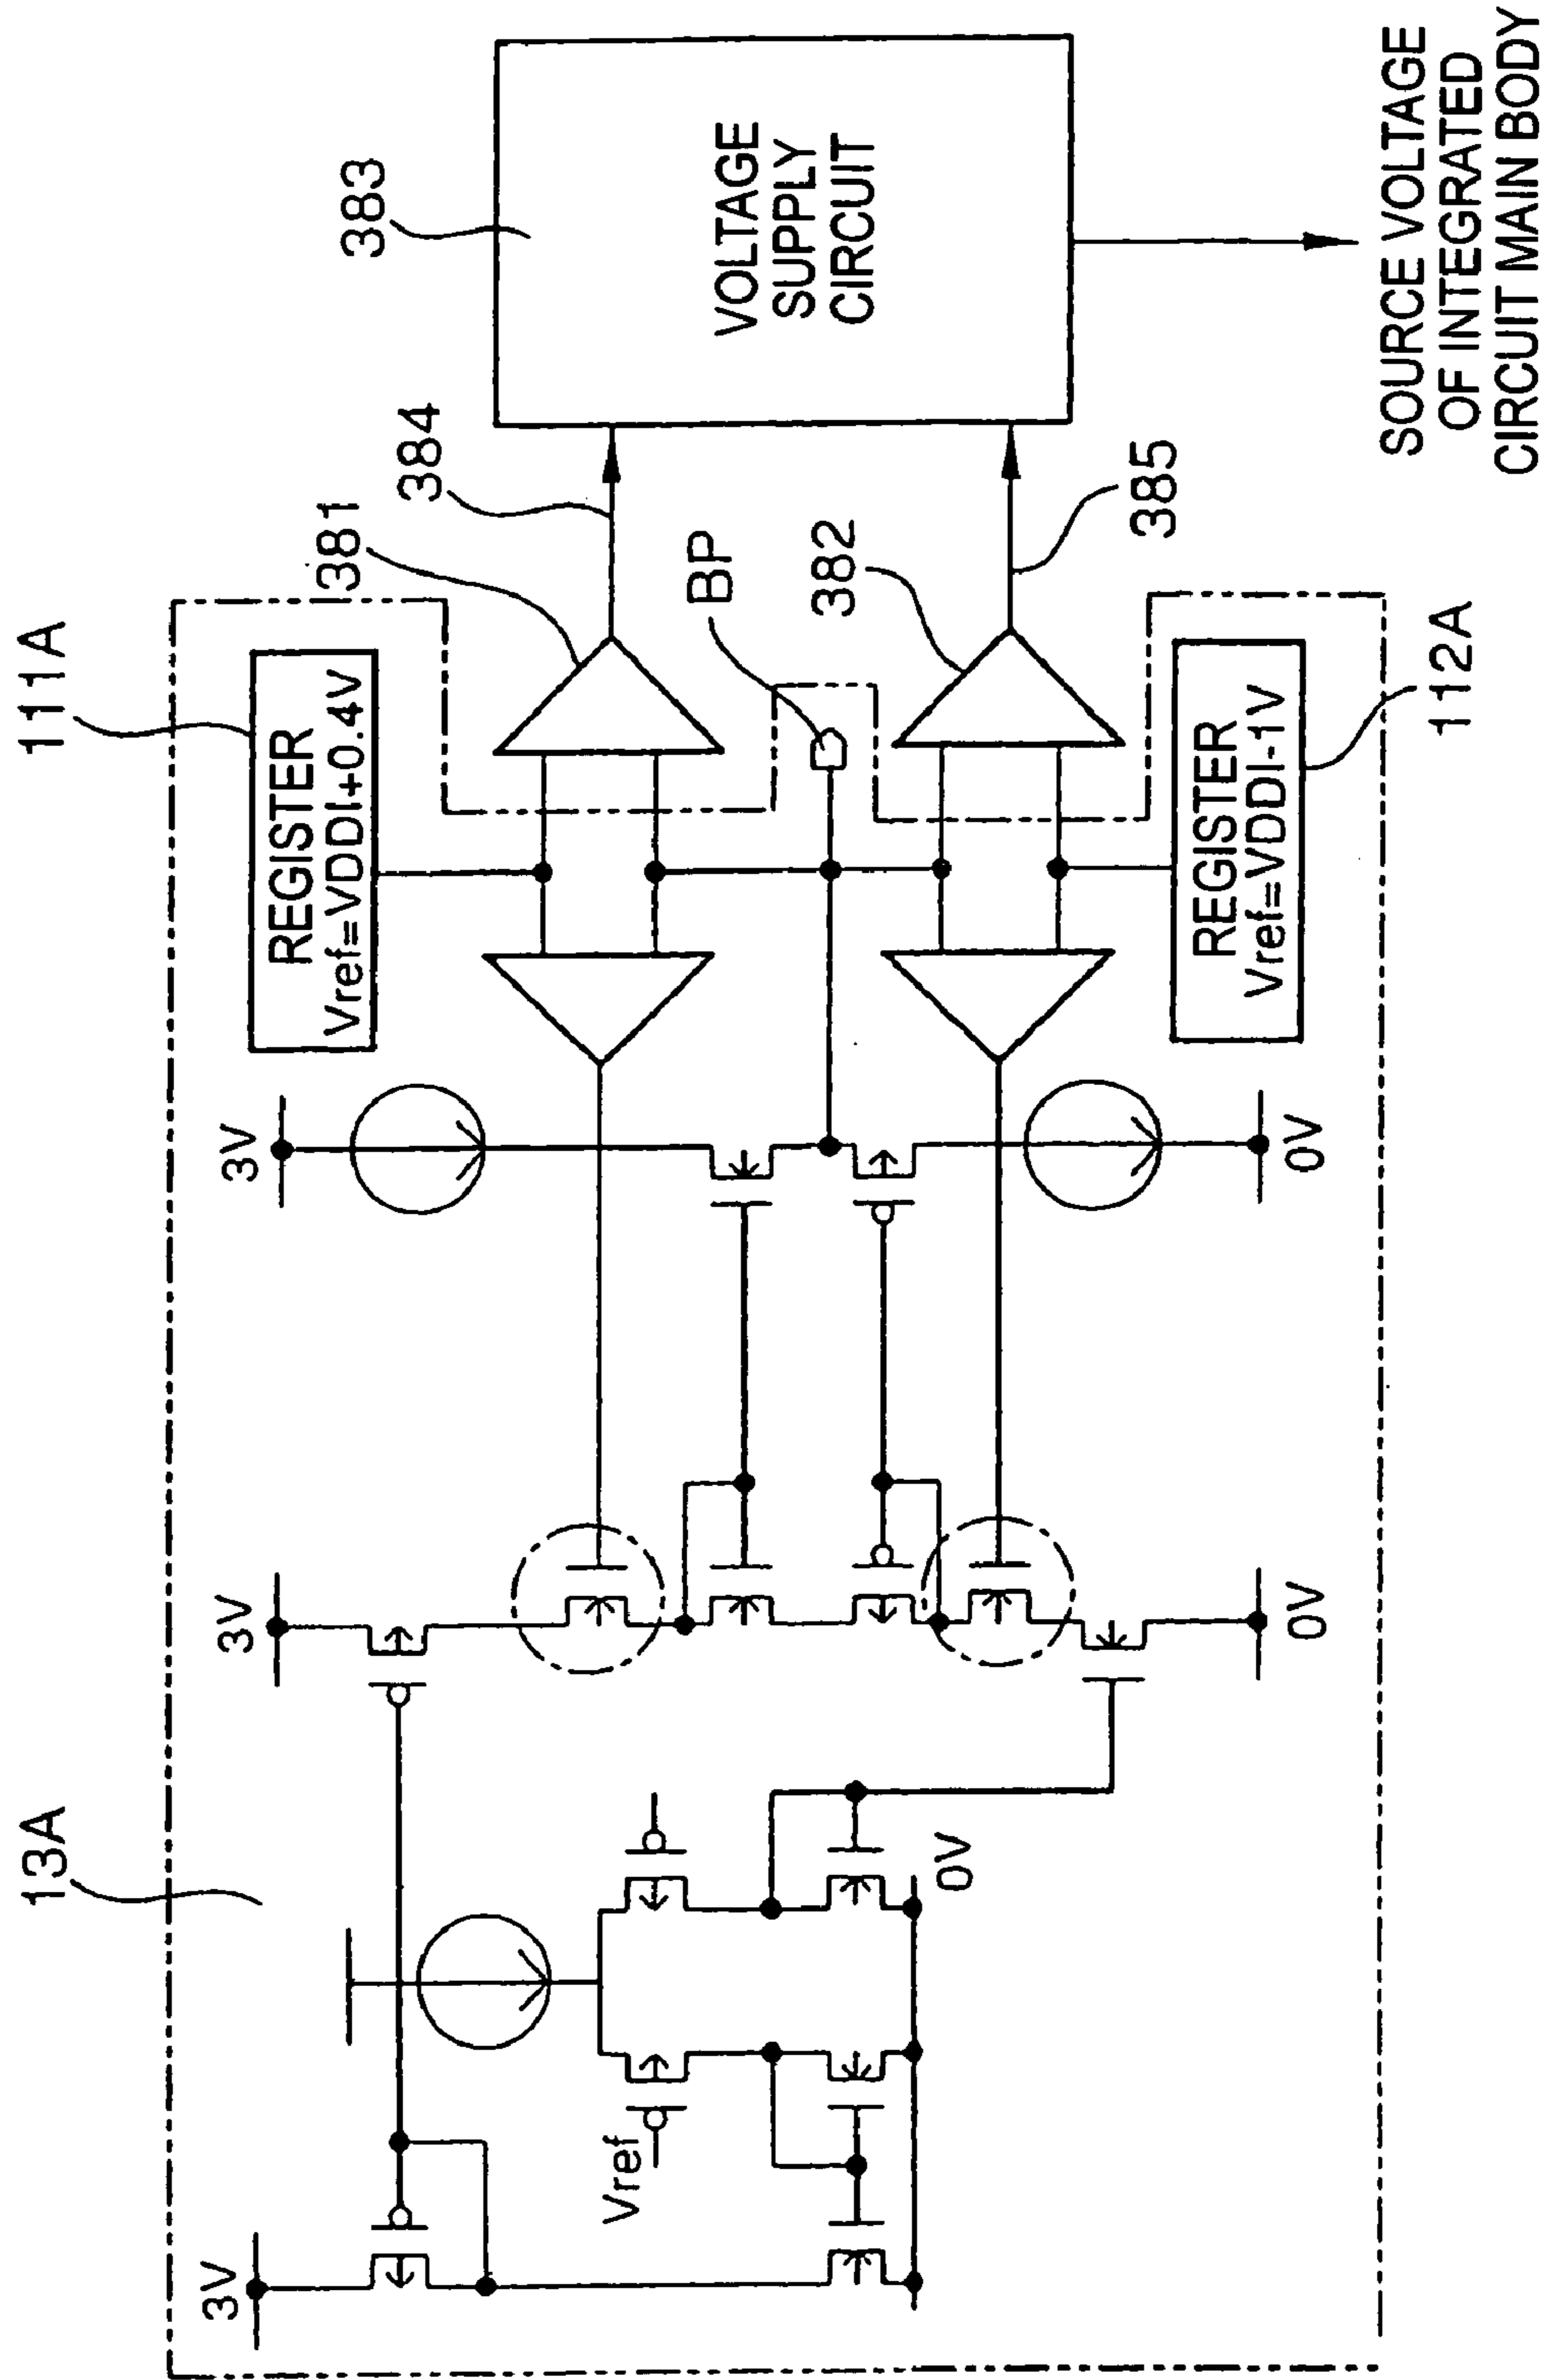 13A
111A
REGISTER
Vref=VDDI+0.4V
381
384
383
VOLTAGE
SUPPLY
CIRCUIT
BP
382
385
REGISTER
Vref=VDDI-1V
112A
3V
3V
3V
Vref
0V
0V
0V
SOURCE VOLTAGE
OF INTEGRATED
CIRCUIT MAIN BODY